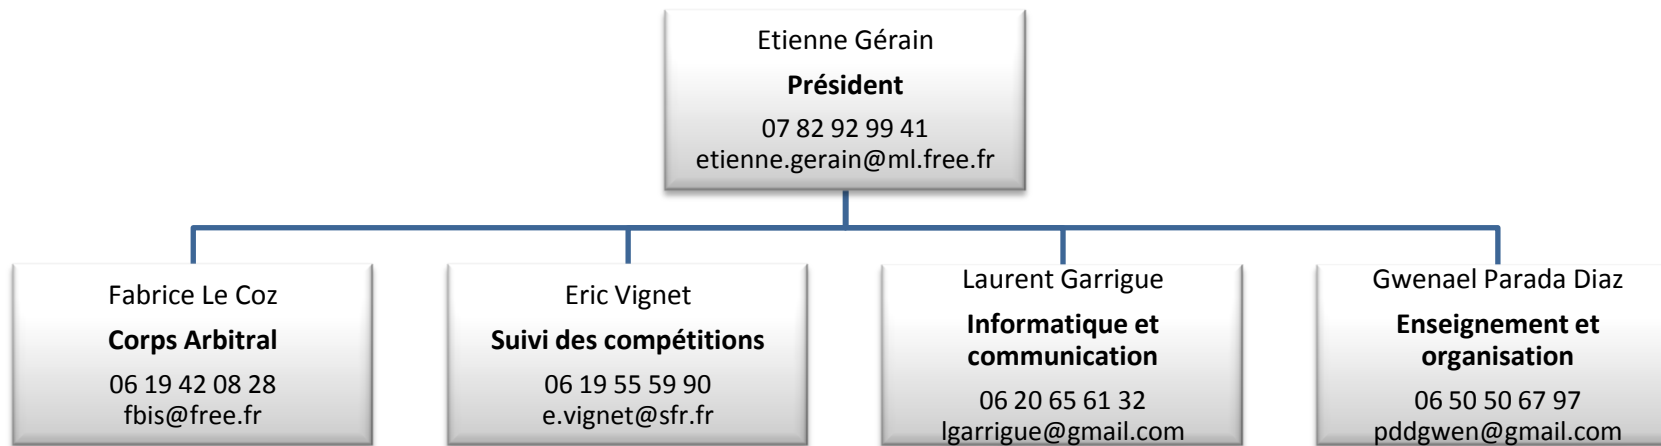 Etienne Gérain
Président
07 82 92 99 41
etienne.gerain@ml.free.fr
Fabrice Le Coz
Corps Arbitral
06 19 42 08 28
fbis@free.fr
Eric Vignet
Suivi des compétitions
06 19 55 59 90
e.vignet@sfr.fr
Laurent Garrigue
Informatique et
communication
06 20 65 61 32
lgarrigue@gmail.com
Gwenael Parada Diaz
Enseignement et
organisation
06 50 50 67 97
pddgwen@gmail.com